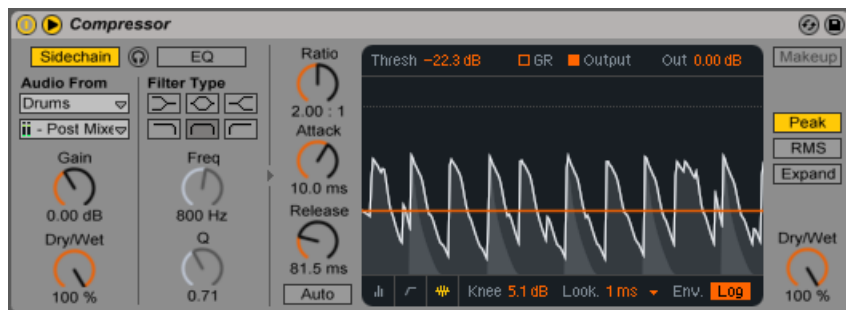 Compressor
Sidechain EQ
Audio From Filter Type
Drums
ii - Post Mixe
Gain Freq
0.00 dB 800 Hz
Dry/Wet Q
100 % 0.71
Ratio
2.00 : 1
Attack
10.0 ms
Release
81.5 ms
Auto
Thresh -22.3 dB GR Output Out 0.00 dB
Knee 5.1 dB Look. 1 ms Env. Log
Makeup
Peak
RMS
Expand
Dry/Wet
100 %